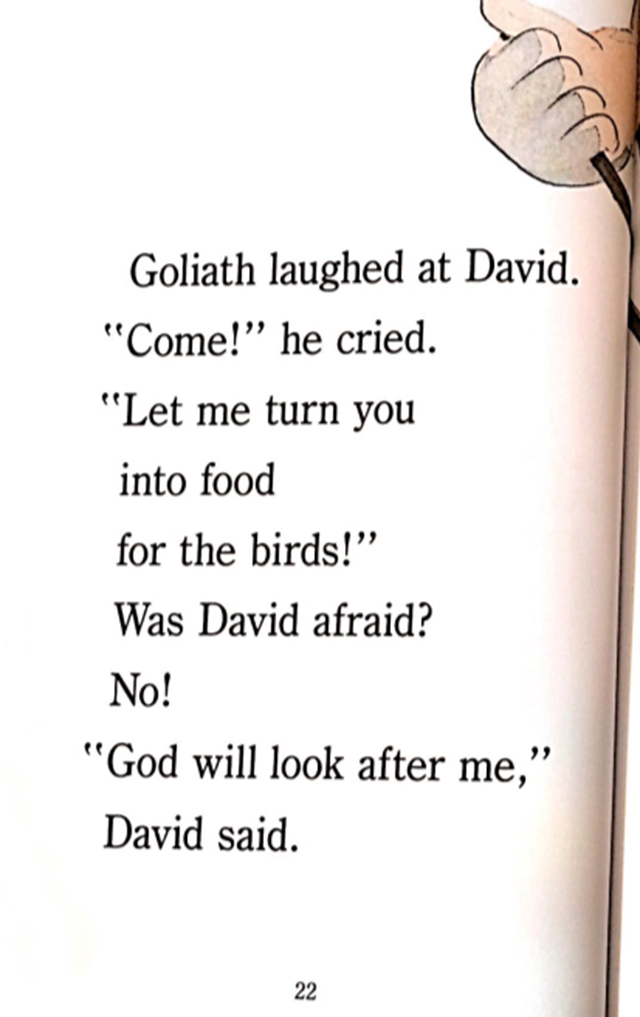 Goliath laughed at David.
“Come!” he cried.
“Let me turn you
into food
for the birds!”
Was David afraid?
No!
“God will look after me,”
David said.
22